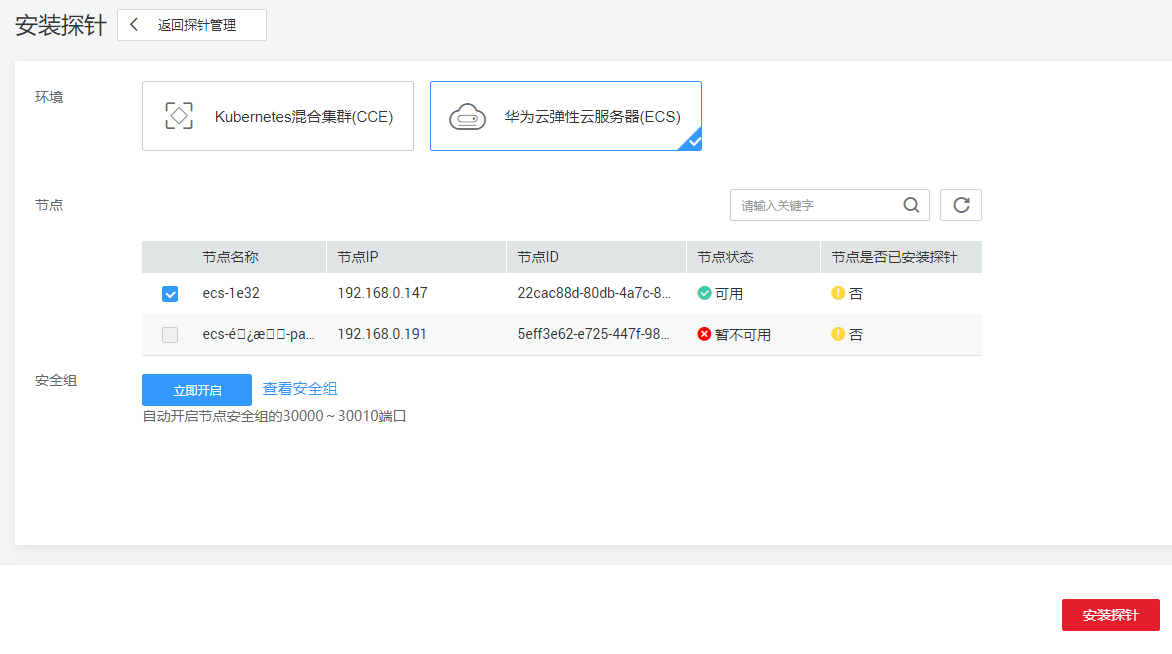 安装探针
返回探针管理
环境
Kubernetes混合集群(CCE)
华为云弹性云服务器(ECS)
节点
请输入关键字
节点名称 节点IP 节点ID 节点状态 节点是否已安装探针
ecs-1e32 192.168.0.147 22cac88d-80db-4a7c-8... 可用 否
ecs-é▯¿æ▯▯-pa... 192.168.0.191 5eff3e62-e725-447f-98... 暂不可用 否
安全组
立即开启 查看安全组
自动开启节点安全组的30000～30010端口
安装探针